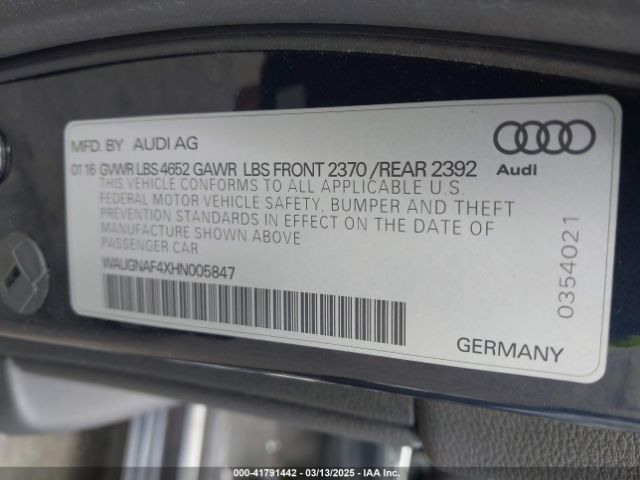 MFD. BY AUDI AG
01 16 GVWR LBS 4652 GAWR LBS FRONT 2370 /REAR 2392
THIS VEHICLE CONFORMS TO ALL APPLICABLE U.S.
FEDERAL MOTOR VEHICLE SAFETY, BUMPER AND THEFT
PREVENTION STANDARDS IN EFFECT ON THE DATE OF
MANUFACTURE SHOWN ABOVE
PASSENGER CAR
WAUGNAF4XHN005847
Audi
0354021
GERMANY
STOCK #: 41791442 | 03/13/2025 | IAA Inc.